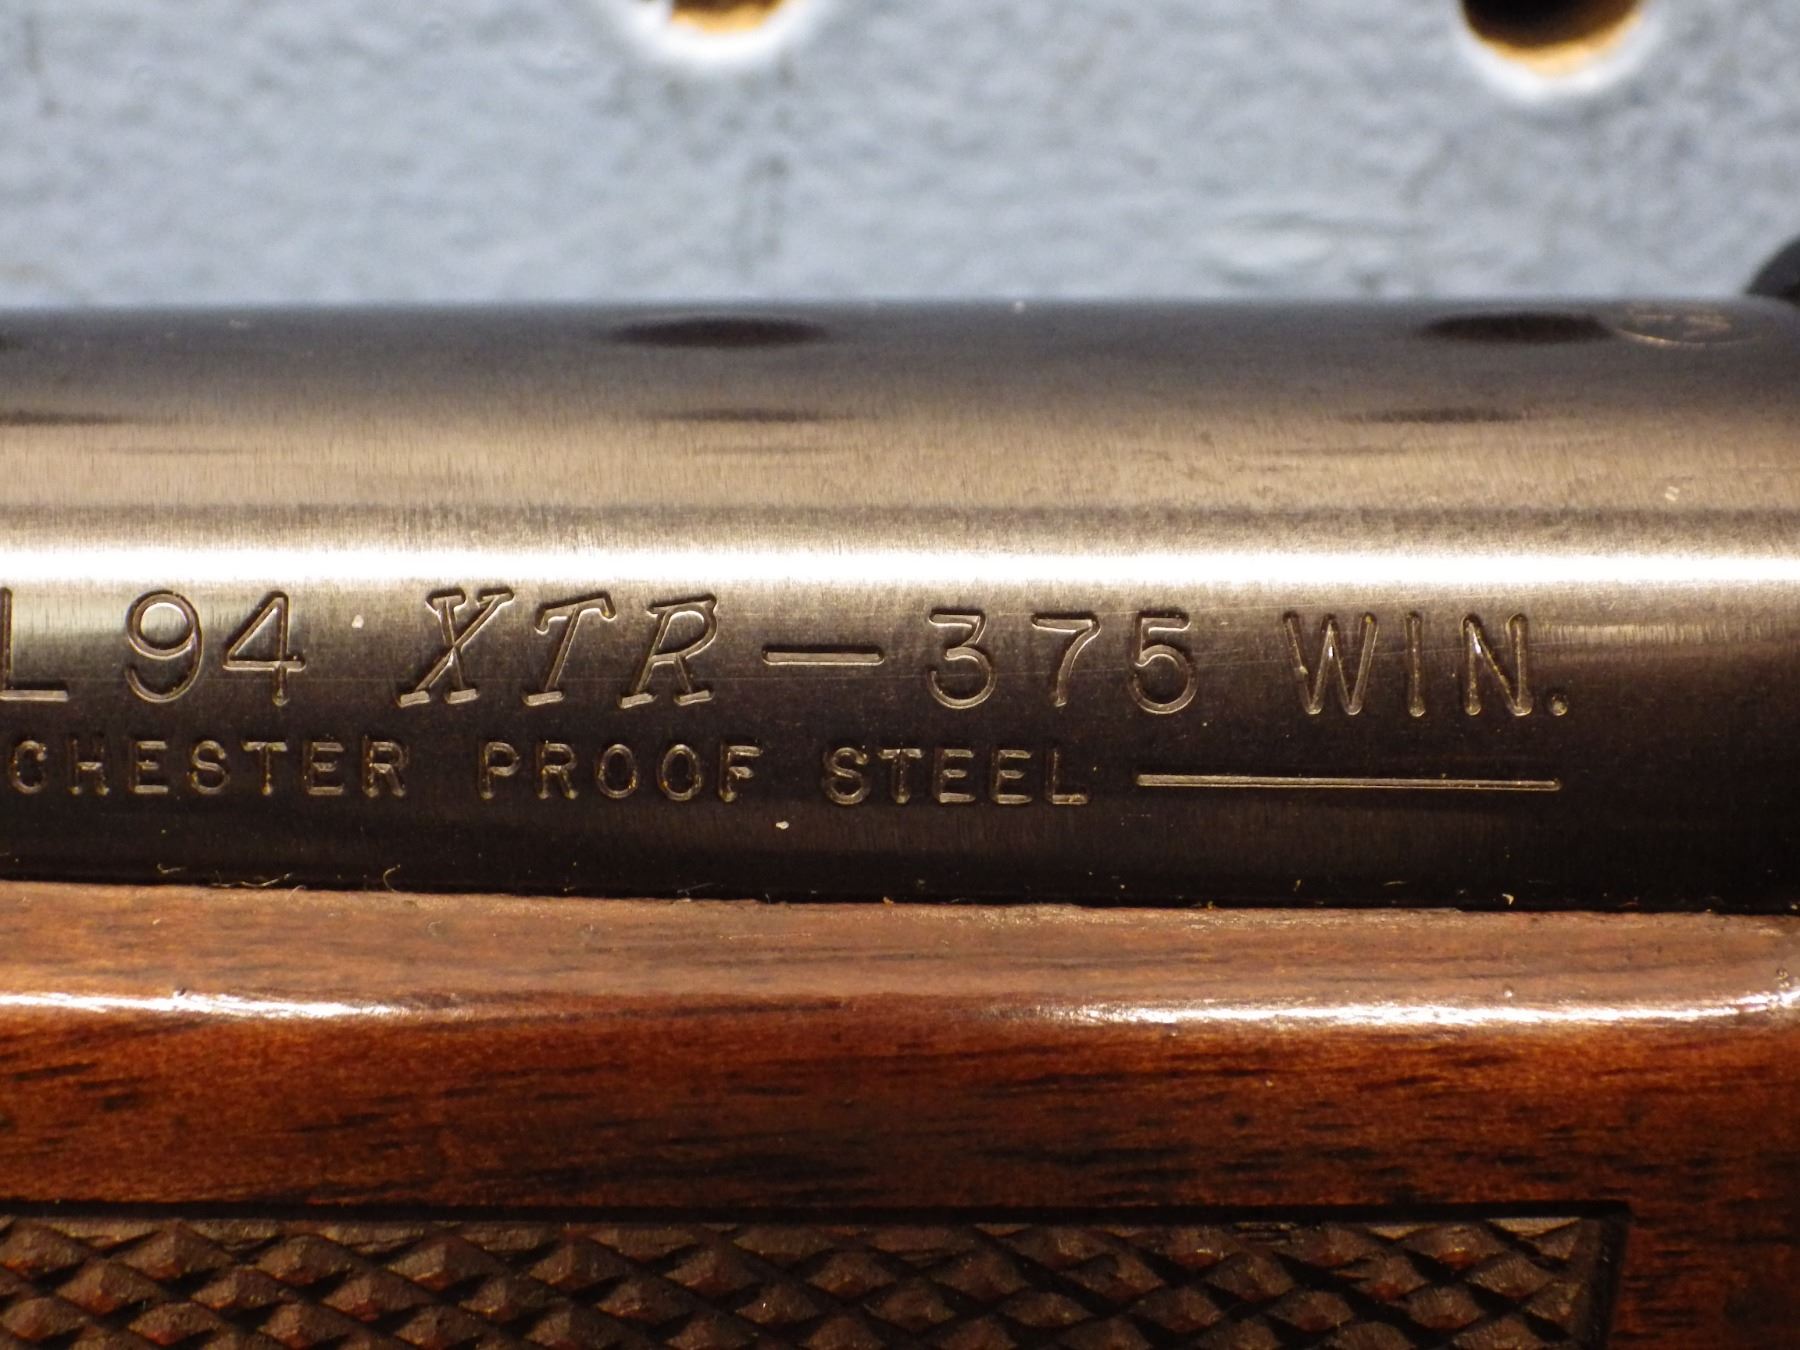 L 94 XTR — 375 WIN.
CHESTER PROOF STEEL